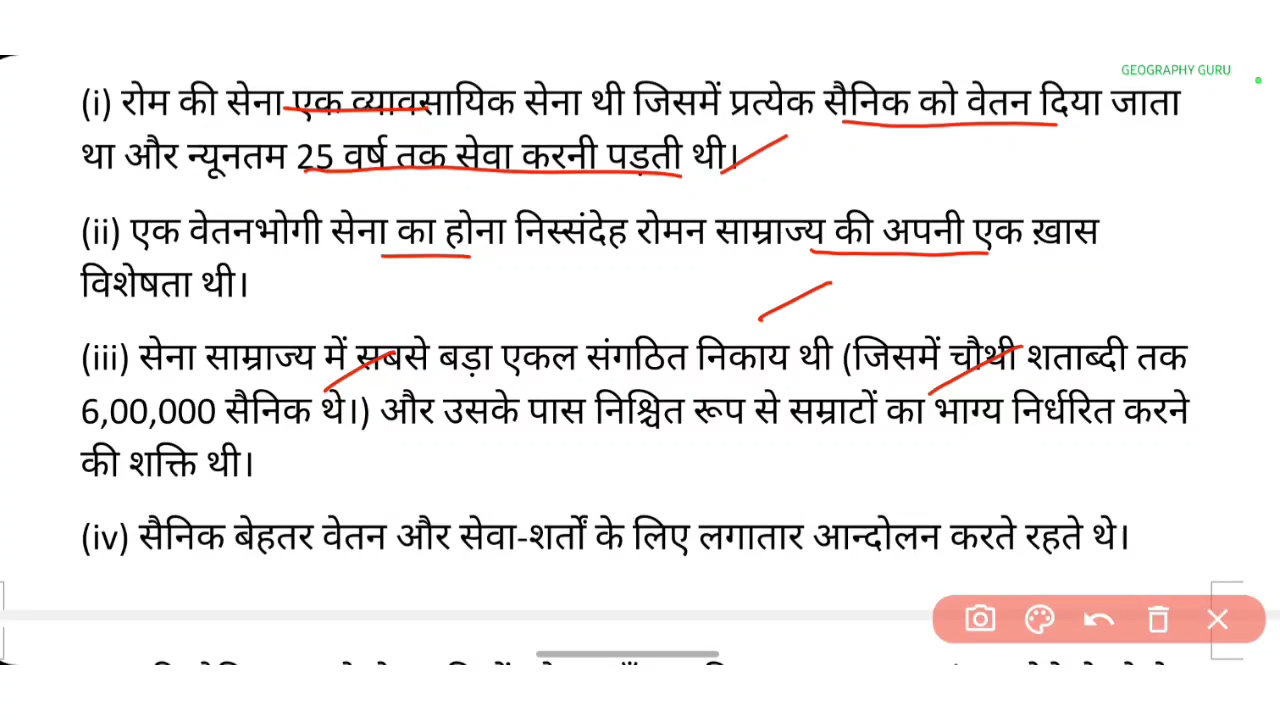 GEOGRAPHY GURU
(i) रोम की सेना एक व्यावसायिक सेना थी जिसमें प्रत्येक सैनिक को वेतन दिया जाता
था और न्यूनतम 25 वर्ष तक सेवा करनी पड़ती थी।
(ii) एक वेतनभोगी सेना का होना निस्संदेह रोमन साम्राज्य की अपनी एक ख़ास
विशेषता थी।
(iii) सेना साम्राज्य में सबसे बड़ा एकल संगठित निकाय थी (जिसमें चौथी शताब्दी तक
6,00,000 सैनिक थे।) और उसके पास निश्चित रूप से सम्राटों का भाग्य निर्धरित करने
की शक्ति थी।
(iv) सैनिक बेहतर वेतन और सेवा-शर्तों के लिए लगातार आन्दोलन करते रहते थे।